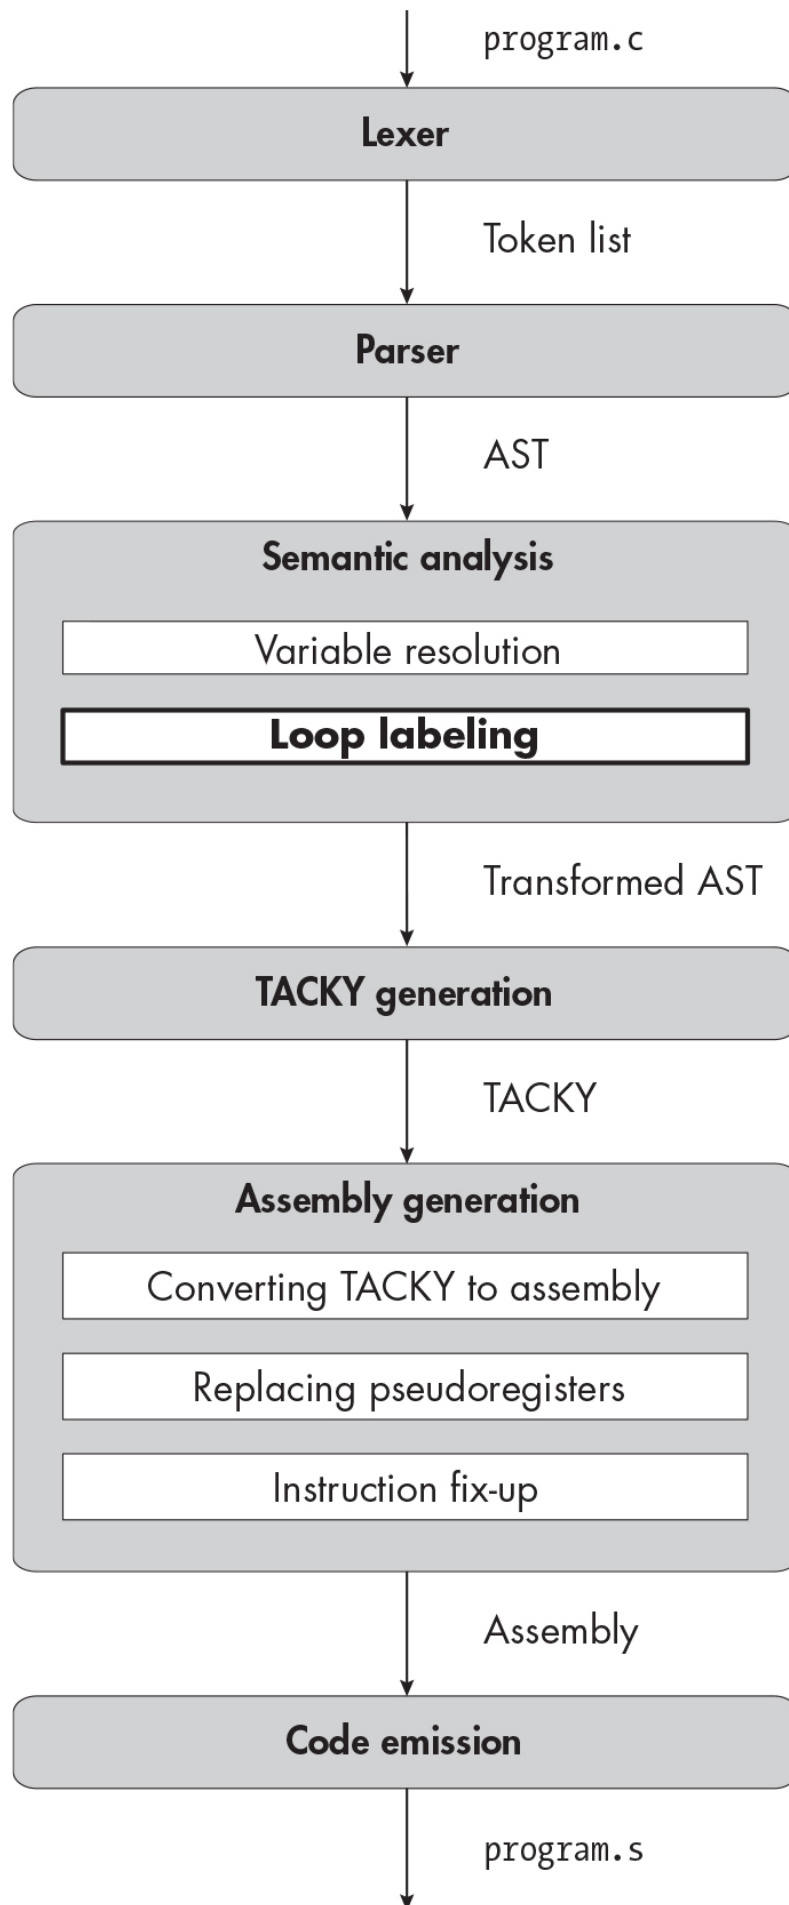 program.c
Lexer
Token list
Parser
AST
Semantic analysis
Variable resolution
Loop labeling
Transformed AST
TACKY generation
TACKY
Assembly generation
Converting TACKY to assembly
Replacing pseudoregisters
Instruction fix-up
Assembly
Code emission
program.s